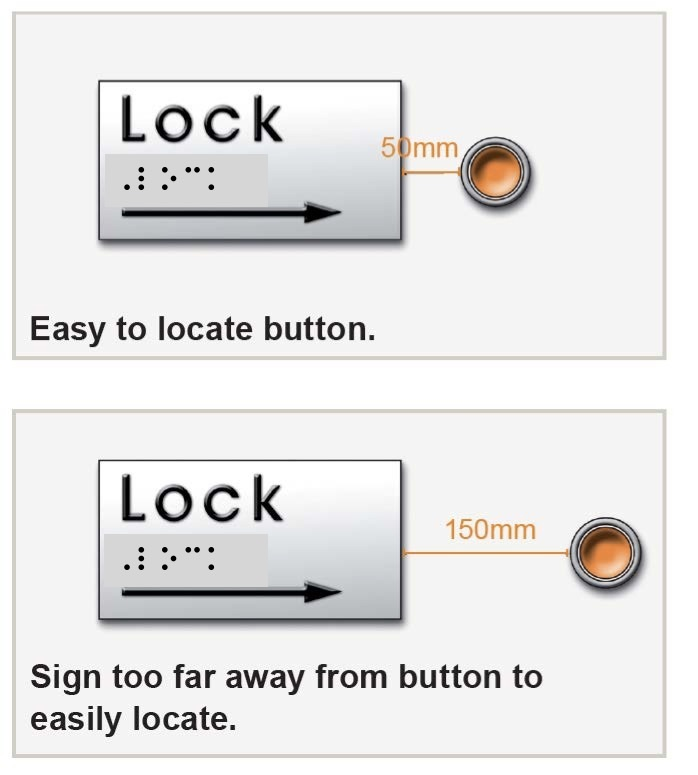 Lock
⠠⠇⠕⠉⠅
50mm
Easy to locate button.
Lock
⠠⠇⠕⠉⠅
150mm
Sign too far away from button to
easily locate.